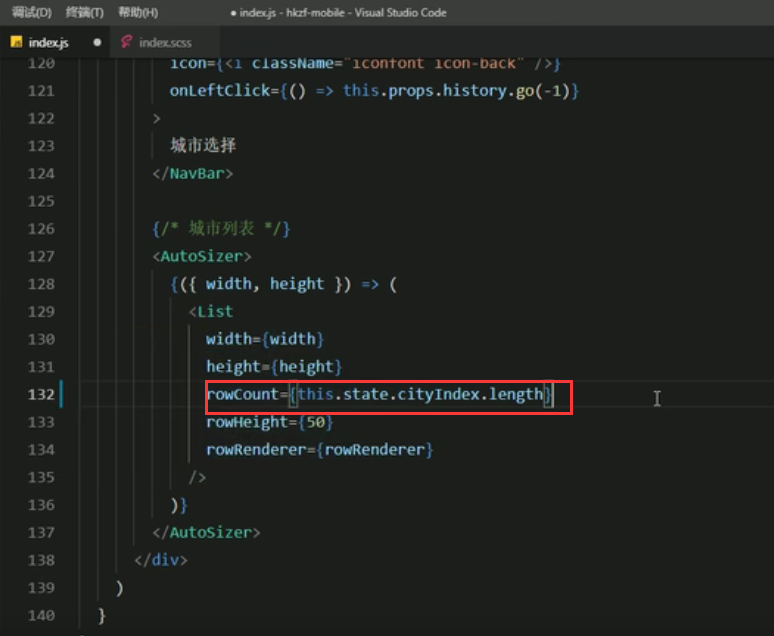 调试(D) 终端(T) 帮助(H) ● index.js - hkzf-mobile - Visual Studio Code
JS index.js ● index.scss
120 icon={<i className="iconfont icon-back" />}
121 onLeftClick={() => this.props.history.go(-1)}
122 >
123 城市选择
124 </NavBar>
125
126 {/* 城市列表 */}
127 <AutoSizer>
128 {({ width, height }) => (
129 <List
130 width={width}
131 height={height}
132 rowCount={this.state.cityIndex.length}
133 rowHeight={50}
134 rowRenderer={rowRenderer}
135 />
136 )}
137 </AutoSizer>
138 </div>
139 )
140 }